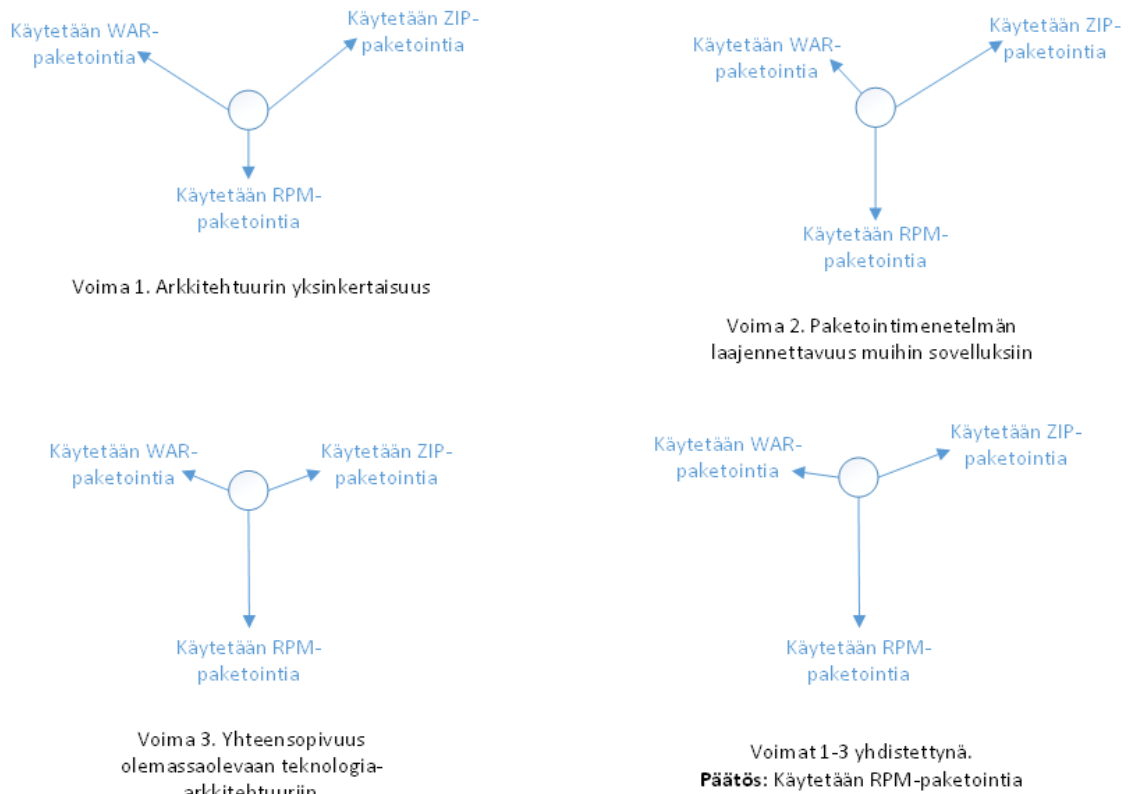 Käytetään WAR-
paketointia
Käytetään ZIP-
paketointia
Käytetään RPM-
paketointia
Voima 1. Arkkitehtuurin yksinkertaisuus
Käytetään WAR-
paketointia
Käytetään ZIP-
paketointia
Käytetään RPM-
paketointia
Voima 2. Paketointimenetelmän
laajennettavuus muihin sovelluksiin
Käytetään WAR-
paketointia
Käytetään ZIP-
paketointia
Käytetään RPM-
paketointia
Voima 3. Yhteensopivuus
olemassaolevaan teknologia-
arkkitehtuuriin
Käytetään WAR-
paketointia
Käytetään ZIP-
paketointia
Käytetään RPM-
paketointia
Voimat 1-3 yhdistettynä.
Päätös: Käytetään RPM-paketointia